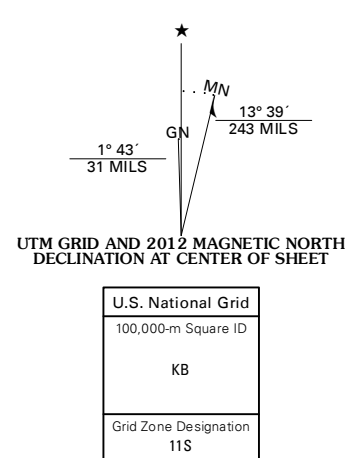 ★
MN
13° 39´
243 MILS
GN
1° 43´
31 MILS
UTM GRID AND 2012 MAGNETIC NORTH
DECLINATION AT CENTER OF SHEET
U.S. National Grid
100,000-m Square ID
KB
Grid Zone Designation
11S